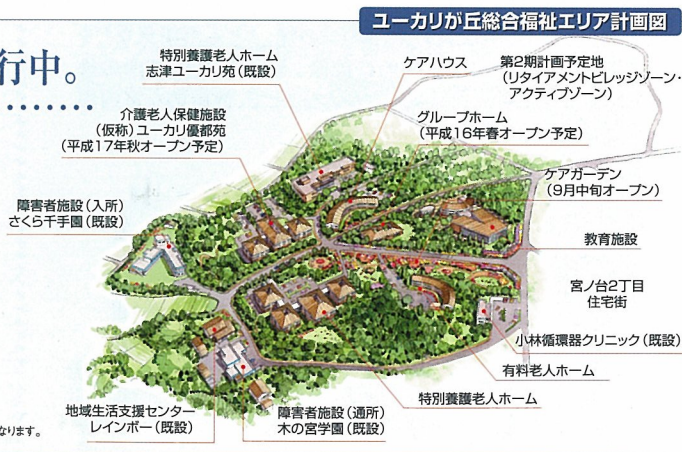 ユーカリが丘総合福祉エリア計画図
行中。
特別養護老人ホーム
志津ユーカリ苑(既設)
ケアハウス
第2期計画予定地
(リタイアメントビレッジゾーン・
アクティブゾーン)
介護老人保健施設
(仮称)ユーカリ優都苑
(平成17年秋オープン予定)
グループホーム
(平成16年春オープン予定)
ケアガーデン
(9月中旬オープン)
障害者施設(入所)
さくら千手園(既設)
教育施設
宮ノ台2丁目
住宅街
小林循環器クリニック(既設)
有料老人ホーム
特別養護老人ホーム
地域生活支援センター
レインボー(既設)
障害者施設(通所)
木の宮学園(既設)
なります。